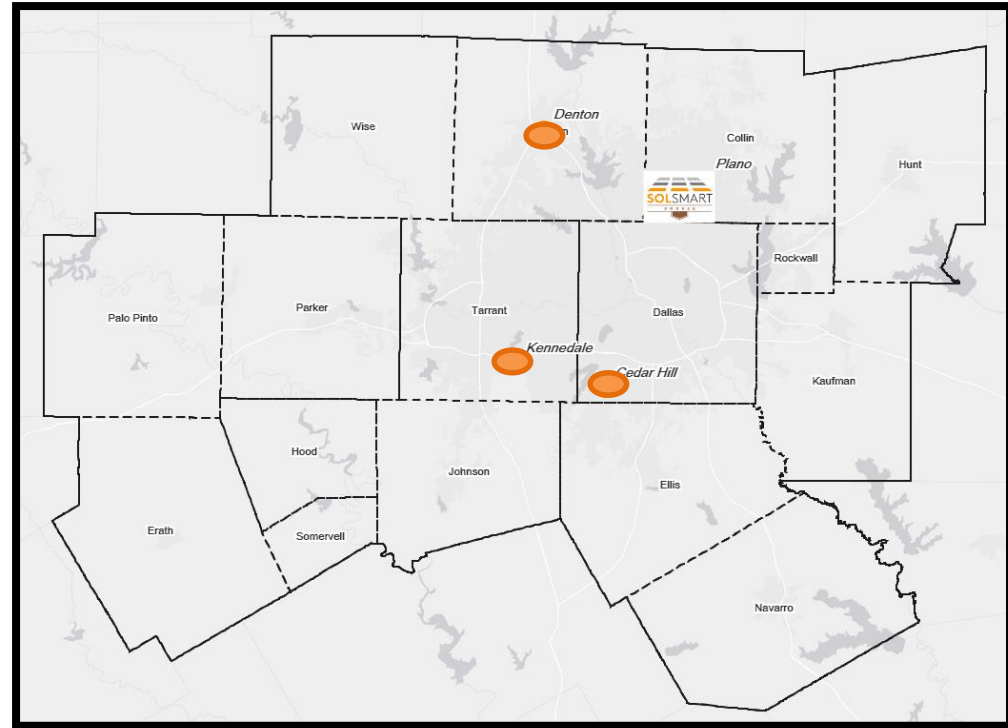 Denton
n
Wise
Collin
Plano
Hunt
SOLSMART
BRONZE
Rockwall
Palo Pinto
Parker
Tarrant
Dallas
Kennedale
Cedar Hill
Kaufman
Hood
Johnson
Ellis
Erath
Somervell
Navarro